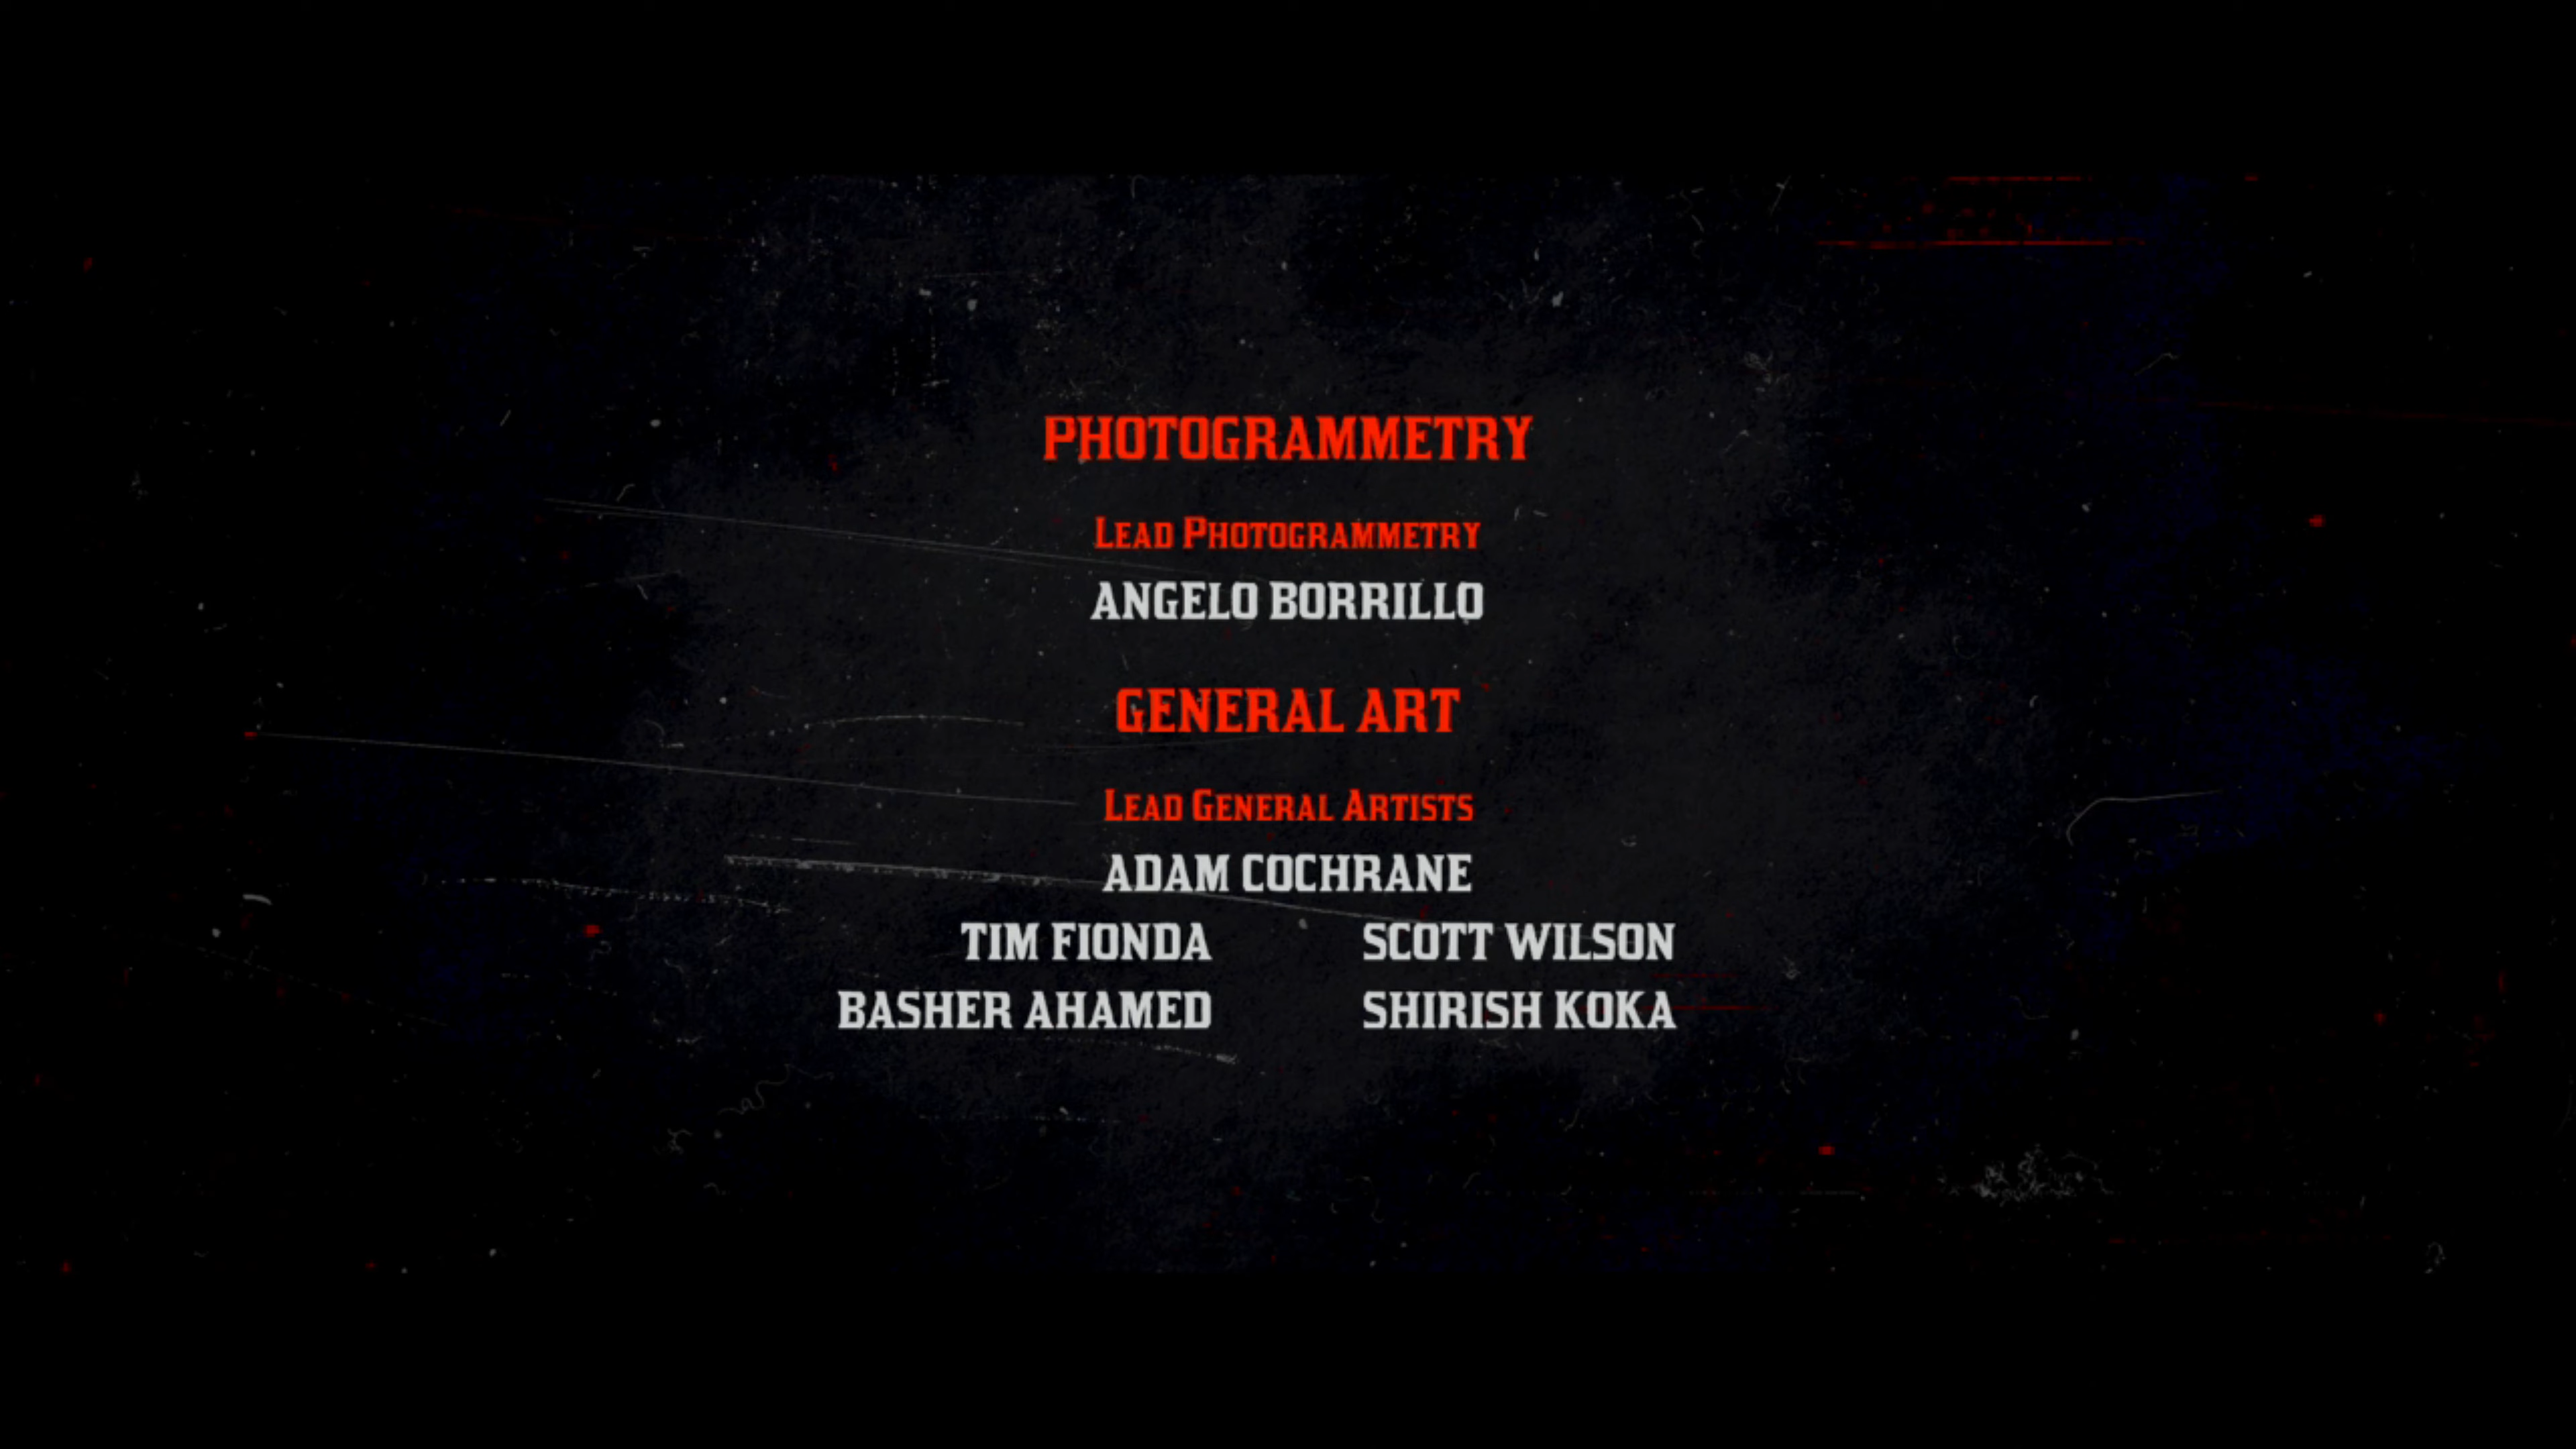 PHOTOGRAMMETRY
LEAD PHOTOGRAMMETRY
ANGELO BORRILLO
GENERAL ART
LEAD GENERAL ARTISTS
ADAM COCHRANE
TIM FIONDA SCOTT WILSON
BASHER AHAMED SHIRISH KOKA